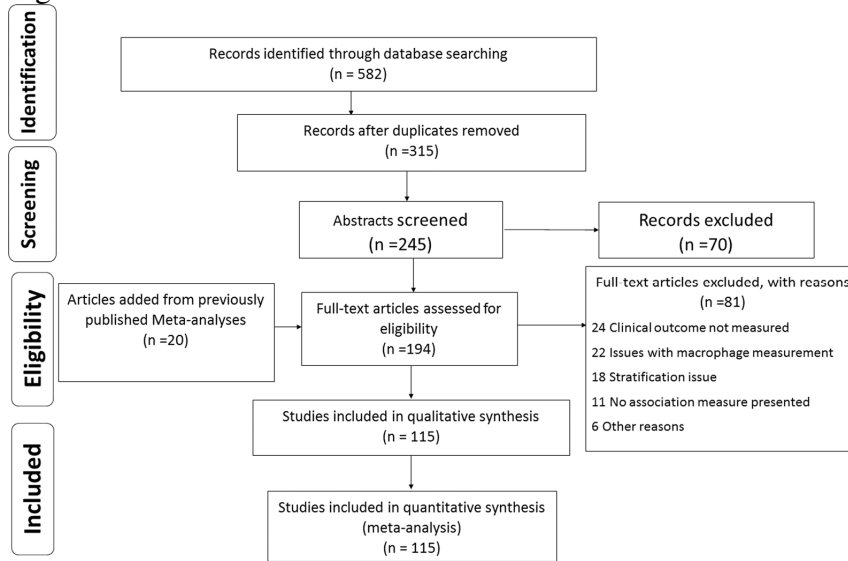 Identification
Records identified through database searching
(n = 582)
Records after duplicates removed
(n =315)
Screening
Abstracts screened
(n =245)
Records excluded
(n =70)
Eligibility
Articles added from previously
published Meta-analyses
(n =20)
Full-text articles assessed for
eligibility
(n =194)
Full-text articles excluded, with reasons
(n =81)
24 Clinical outcome not measured
22 Issues with macrophage measurement
18 Stratification issue
11 No association measure presented
6 Other reasons
Studies included in qualitative synthesis
(n = 115)
Included
Studies included in quantitative synthesis
(meta-analysis)
(n = 115)